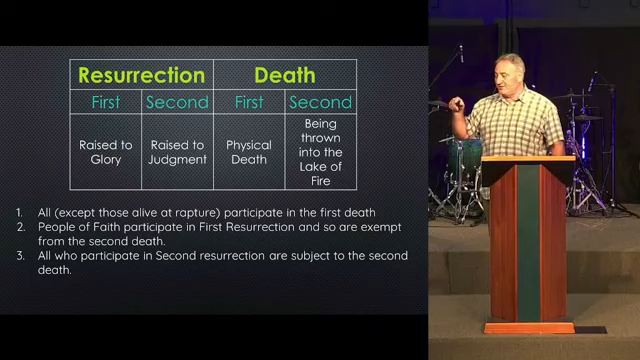 Resurrection Death
First Second First Second
Raised to Glory Raised to Judgment Physical Death Being thrown into the Lake of Fire
1. All (except those alive at rapture) participate in the first death
2. People of Faith participate in First Resurrection and so are exempt
from the second death.
3. All who participate in Second resurrection are subject to the second
death.